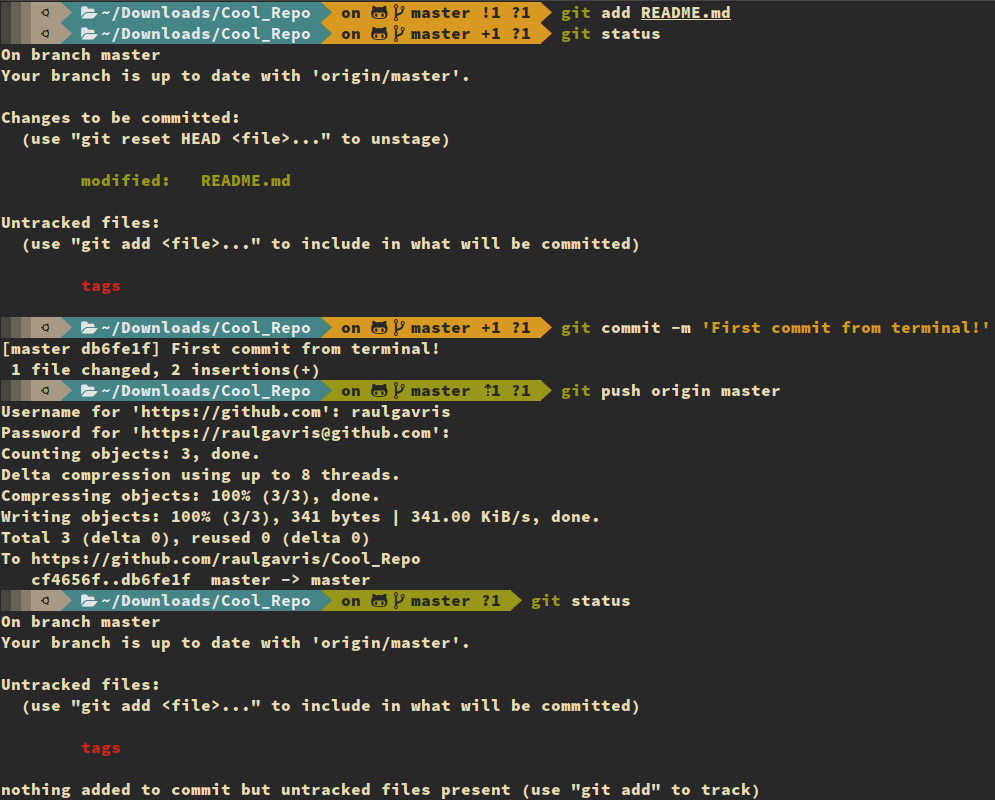 ~/Downloads/Cool_Repo on master !1 ?1 git add README.md
~/Downloads/Cool_Repo on master +1 ?1 git status
On branch master
Your branch is up to date with 'origin/master'.
Changes to be committed:
(use "git reset HEAD <file>..." to unstage)
modified: README.md
Untracked files:
(use "git add <file>..." to include in what will be committed)
tags
~/Downloads/Cool_Repo on master +1 ?1 git commit -m 'First commit from terminal!'
[master db6fe1f] First commit from terminal!
1 file changed, 2 insertions(+)
~/Downloads/Cool_Repo on master ⇡1 ?1 git push origin master
Username for 'https://github.com': raulgavris
Password for 'https://raulgavris@github.com':
Counting objects: 3, done.
Delta compression using up to 8 threads.
Compressing objects: 100% (3/3), done.
Writing objects: 100% (3/3), 341 bytes | 341.00 KiB/s, done.
Total 3 (delta 0), reused 0 (delta 0)
To https://github.com/raulgavris/Cool_Repo
cf4656f..db6fe1f master -> master
~/Downloads/Cool_Repo on master ?1 git status
On branch master
Your branch is up to date with 'origin/master'.
Untracked files:
(use "git add <file>..." to include in what will be committed)
tags
nothing added to commit but untracked files present (use "git add" to track)